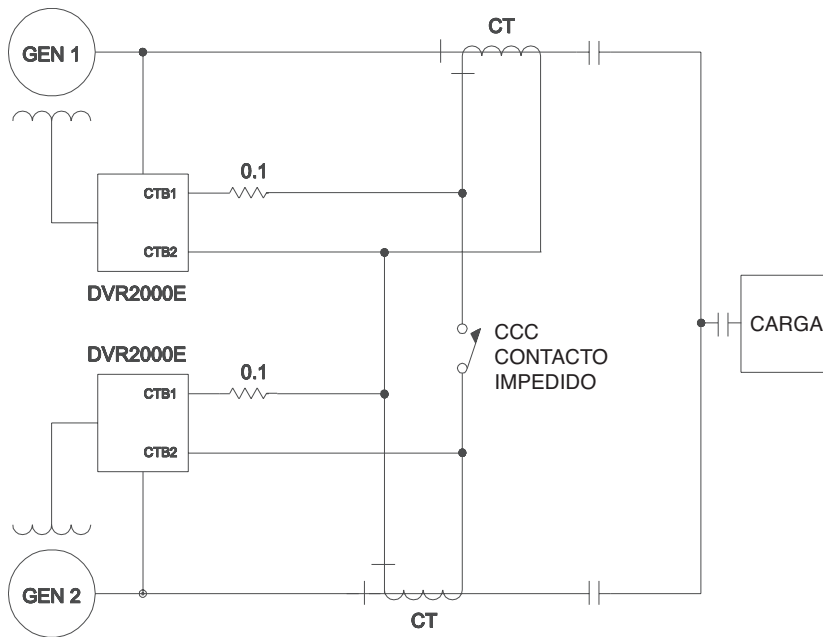 CT
GEN 1
0.1
CTB1
CTB2
DVR2000E
CCC
CONTACTO
IMPEDIDO
CARGA
DVR2000E
0.1
CTB1
CTB2
GEN 2
CT